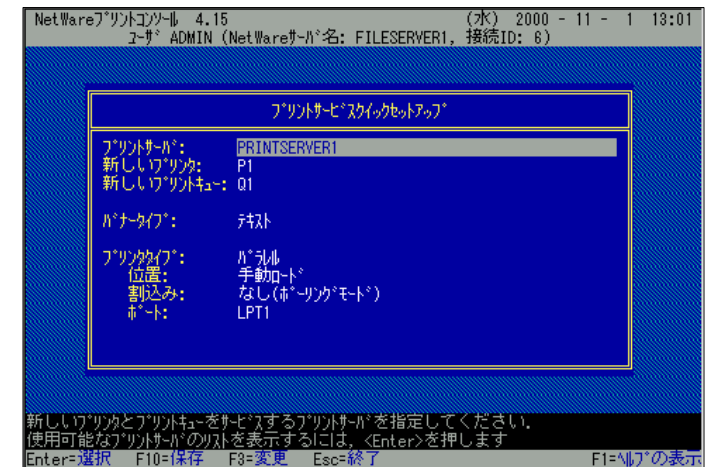 NetWareﾌﾟﾘﾝﾄｺﾝｿｰﾙ 4.15 (水) 2000 - 11 - 1 13:01
ﾕｰｻﾞ ADMIN (NetWareｻｰﾊﾞ名: FILESERVER1, 接続ID: 6)
ﾌﾟﾘﾝﾄｻｰﾋﾞｽｸｲｯｸｾｯﾄｱｯﾌﾟ
ﾌﾟﾘﾝﾄｻｰﾊﾞ: PRINTSERVER1
新しいﾌﾟﾘﾝﾀ: P1
新しいﾌﾟﾘﾝﾄｷｭｰ: Q1
ﾊﾞﾅｰﾀｲﾌﾟ: ﾃｷｽﾄ
ﾌﾟﾘﾝﾀﾀｲﾌﾟ: ﾊﾟﾗﾚﾙ
位置: 手動ﾛｰﾄﾞ
割込み: なし(ﾎﾟｰﾘﾝｸﾞﾓｰﾄﾞ)
ﾎﾟｰﾄ: LPT1
新しいﾌﾟﾘﾝﾀとﾌﾟﾘﾝﾄｷｭｰをｻｰﾋﾞｽするﾌﾟﾘﾝﾄｻｰﾊﾞを指定してください.
使用可能なﾌﾟﾘﾝﾄｻｰﾊﾞのﾘｽﾄを表示するには, <Enter>を押します
Enter=選択 F10=保存 F3=変更 Esc=終了 F1=ﾍﾙﾌﾟの表示